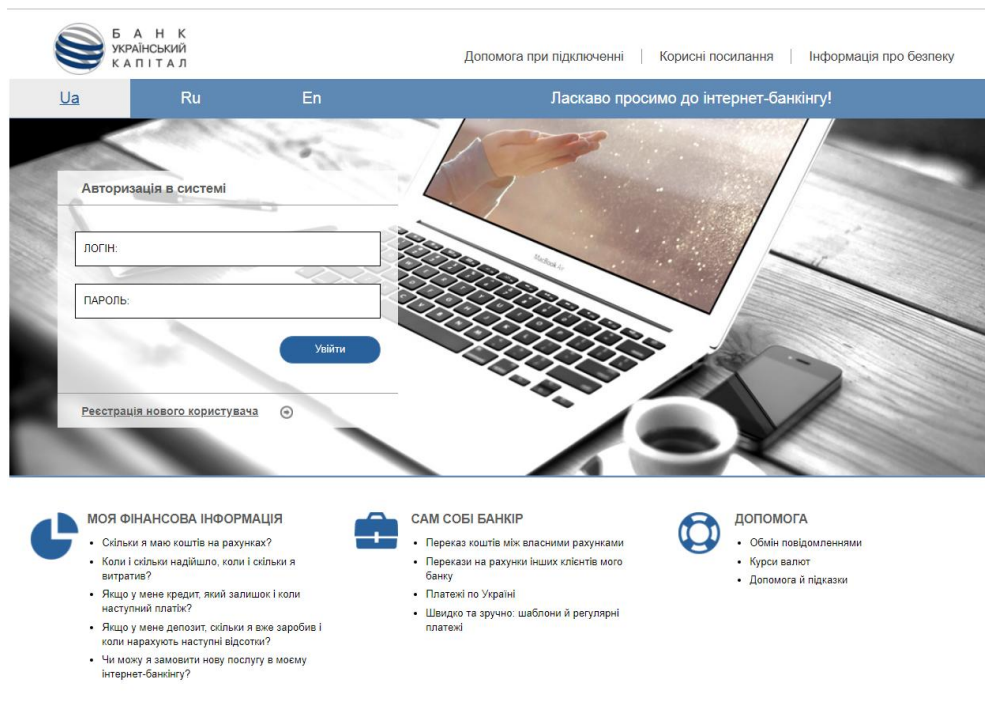 БАНК
УКРАЇНСЬКИЙ
КАПІТАЛ
Допомога при підключенні | Корисні посилання | Інформація про безпеку
Ua Ru En Ласкаво просимо до інтернет-банкінгу!
Авторизація в системі
ЛОГІН:
ПАРОЛЬ:
Увійти
Реєстрація нового користувача
MacBook Air
МОЯ ФІНАНСОВА ІНФОРМАЦІЯ
• Скільки я маю коштів на рахунках?
• Коли і скільки надійшло, коли і скільки я
витратив?
• Якщо у мене кредит, який залишок і коли
наступний платіж?
• Якщо у мене депозит, скільки я вже заробив і
коли нарахують наступні відсотки?
• Чи можу я замовити нову послугу в моєму
інтернет-банкінгу?
САМ СОБІ БАНКІР
• Переказ коштів між власними рахунками
• Перекази на рахунки інших клієнтів мого
банку
• Платежі по Україні
• Швидко та зручно: шаблони й регулярні
платежі
ДОПОМОГА
• Обмін повідомленнями
• Курси валют
• Допомога й підказки